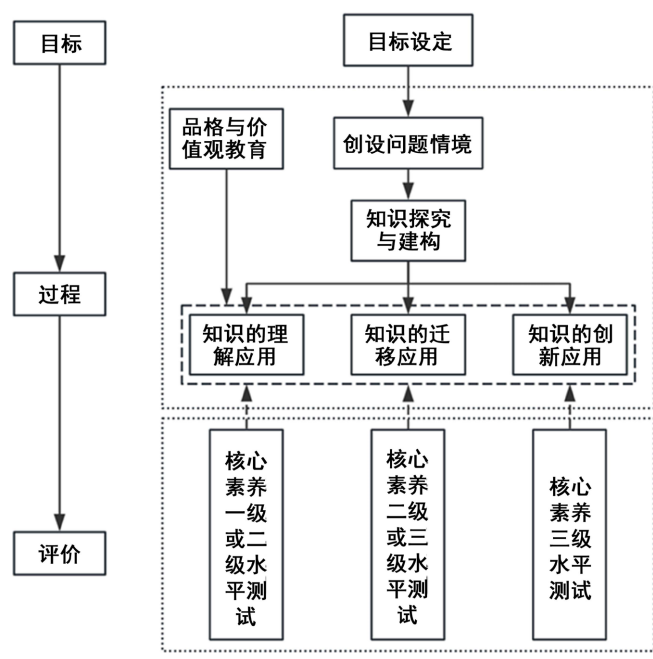 目标
目标设定
品格与价
值观教育
创设问题情境
知识探究
与建构
过程
知识的理
解应用
知识的迁
移应用
知识的创
新应用
核心
素养
一级
或二
级水
平测
试
核心
素养
二级
或三
级水
平测
试
核心
素养
三级
水平
测试
评价